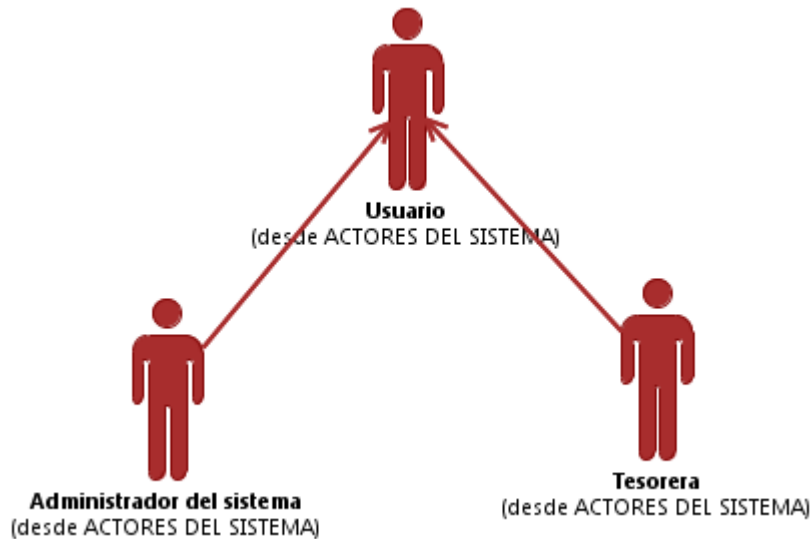 Usuario
(desde ACTORES DEL SISTEMA)
Administrador del sistema
(desde ACTORES DEL SISTEMA)
Tesorera
(desde ACTORES DEL SISTEMA)